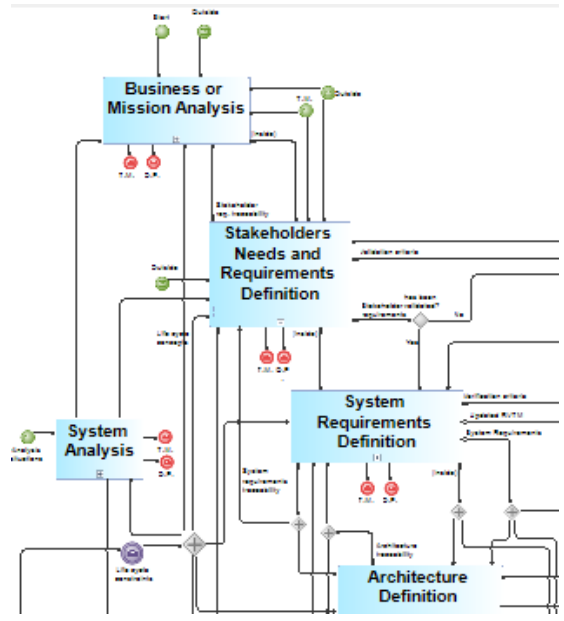 Start
Outside
Business or
Mission Analysis
T.M.
Outside
(Inside)
T.M.
D.P.
Stakeholder
req. traceability
Stakeholders
Needs and
Requirements
Definition
Outside
Validation criteria
Has been
Stakeholder validated?
requirements
No
Yes
Life cycle
concepts
(Inside)
T.M.
D.P.
System
Requirements
Definition
Verification criteria
Updated RVTM
System Requirements
System
Analysis
Analysis
situations
T.M.
D.P.
System
requirements
traceability
(Inside)
T.M.
D.P.
Life cycle
constraints
Architecture
traceability
Architecture
Definition